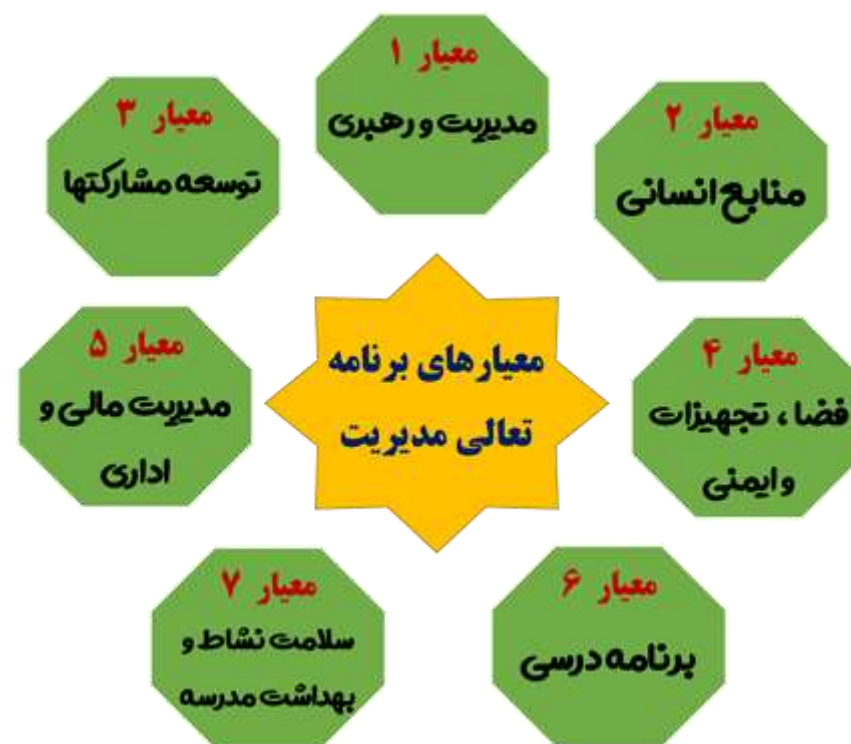 معیار ۱
مدیریت و رهبری
معیار ۲
منابع انسانی
معیار ۳
توسعه مشارکتها
معیارهای برنامه
تعالی مدیریت
معیار ۴
فضا ، تجهیزات
و ایمنی
معیار ۵
مدیریت مالی و
اداری
معیار ۶
برنامه درسی
معیار ۷
سلامت نشاط و
بهداشت مدرسه